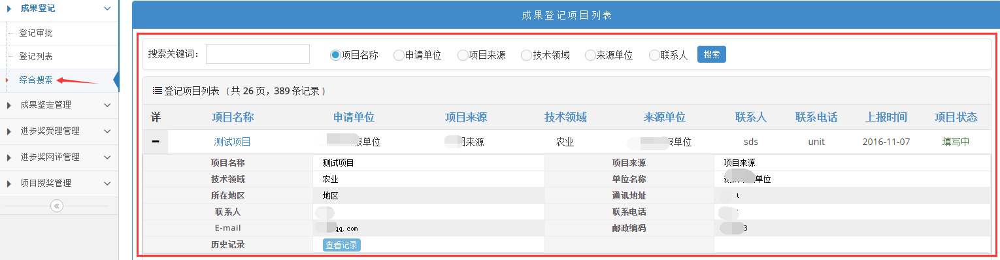 成果登记
登记审批
登记列表
综合搜索
成果鉴定管理
进步奖受理管理
进步奖网评管理
项目授奖管理
成果登记项目列表
搜索关键词： 项目名称 申请单位 项目来源 技术领域 来源单位 联系人 搜索
登记项目列表 （共 26 页，389 条记录 ）
详 项目名称 申请单位 项目来源 技术领域 来源单位 联系人 联系电话 上报时间 项目状态
测试项目 单位 来源 农业 单位 sds unit 2016-11-07 填写中
项目名称 测试项目 项目来源 项目来源
技术领域 农业 单位名称 单位
所在地区 地区 通讯地址 t
联系人 联系电话
E-mail qq.com 邮政编码 3
历史记录 查看记录